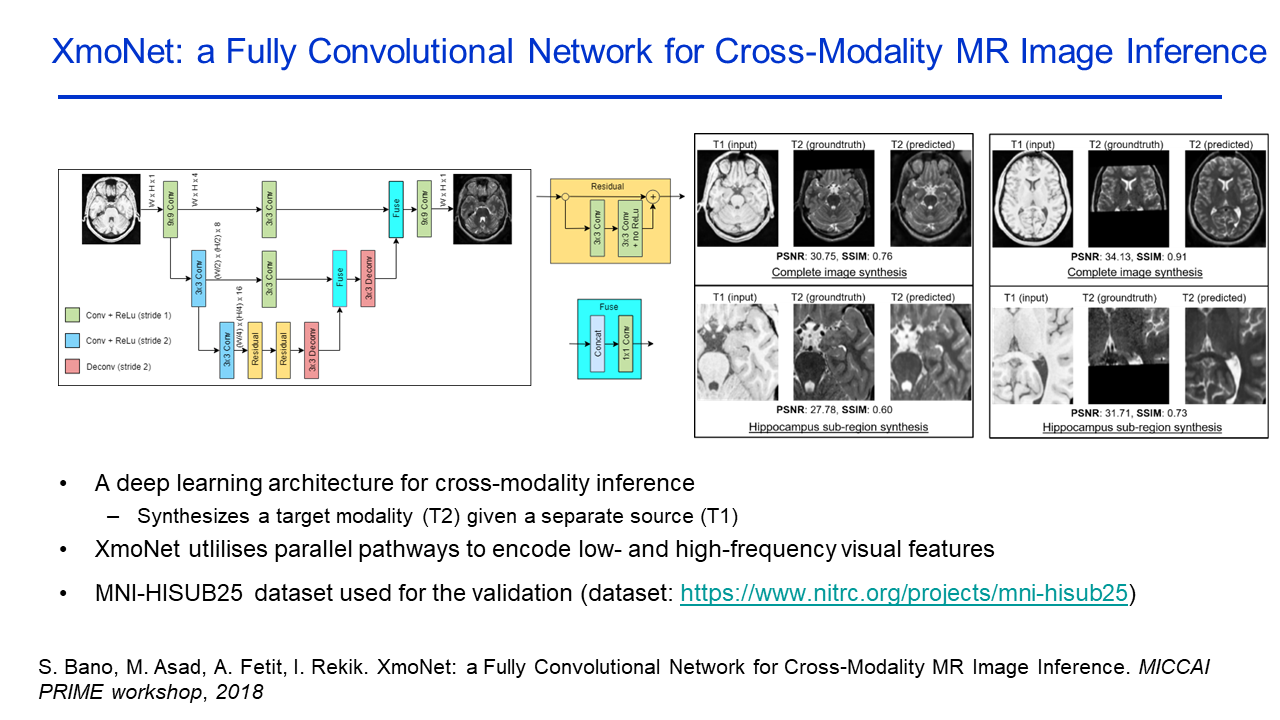 XmoNet: a Fully Convolutional Network for Cross-Modality MR Image Inference
W x H x 1
9x9 Conv
W x H x 4
3x3 Conv
Fuse
9x9 Conv
W x H x 1
3x3 Conv
(W/2) x (H/2) x 8
3x3 Conv
Fuse
3x3 Deconv
3x3 Conv
(W/4) x (H/4) x 16
Residual
Residual
3x3 Deconv
Conv + ReLu (stride 1)
Conv + ReLu (stride 2)
Deconv (stride 2)
Residual
3x3 Conv
3x3 Conv
+ no ReLu
+
Fuse
Concat
1x1 Conv
T1 (input) T2 (groundtruth) T2 (predicted)
PSNR: 30.75, SSIM: 0.76
Complete image synthesis
T1 (input) T2 (groundtruth) T2 (predicted)
PSNR: 27.78, SSIM: 0.60
Hippocampus sub-region synthesis
T1 (input) T2 (groundtruth) T2 (predicted)
PSNR: 34.13, SSIM: 0.91
Complete image synthesis
T1 (input) T2 (groundtruth) T2 (predicted)
PSNR: 31.71, SSIM: 0.73
Hippocampus sub-region synthesis
• A deep learning architecture for cross-modality inference
– Synthesizes a target modality (T2) given a separate source (T1)
• XmoNet utlilises parallel pathways to encode low- and high-frequency visual features
• MNI-HISUB25 dataset used for the validation (dataset: https://www.nitrc.org/projects/mni-hisub25)
S. Bano, M. Asad, A. Fetit, I. Rekik. XmoNet: a Fully Convolutional Network for Cross-Modality MR Image Inference. MICCAI
PRIME workshop, 2018